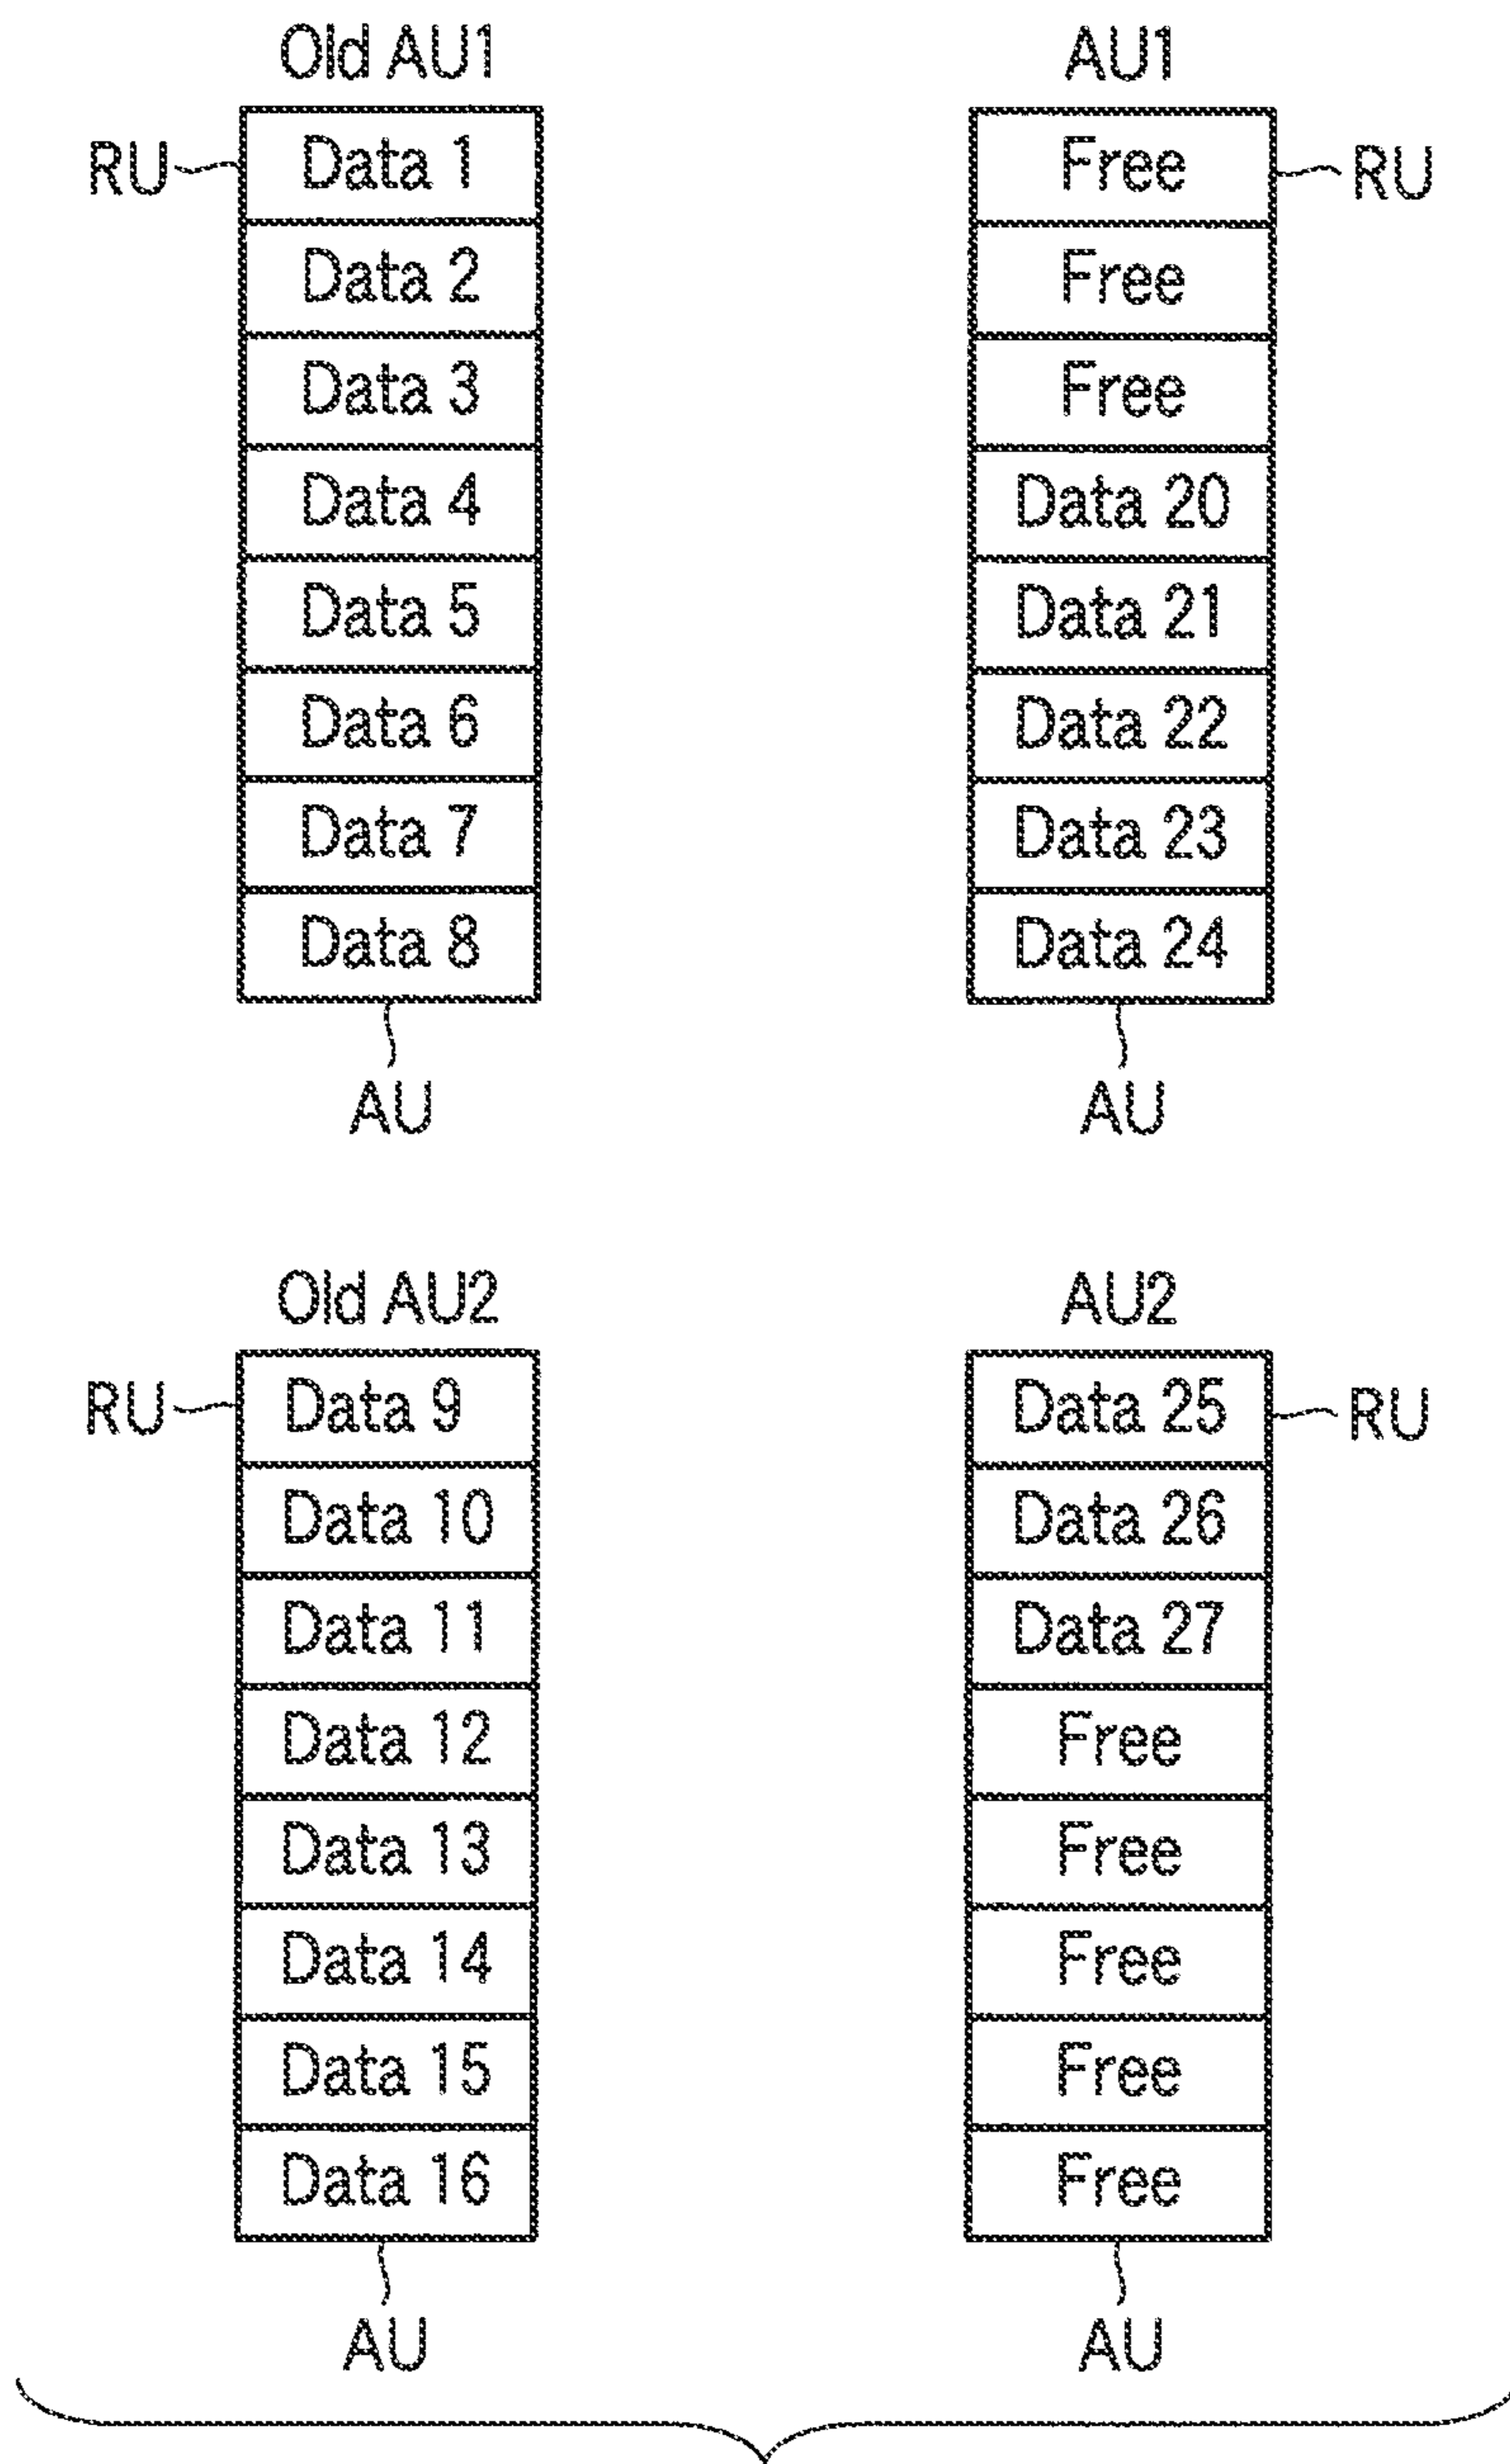 Old AU1
RU
Data 1
Data 2
Data 3
Data 4
Data 5
Data 6
Data 7
Data 8
AU
AU1
Free
RU
Free
Free
Data 20
Data 21
Data 22
Data 23
Data 24
AU
Old AU2
RU
Data 9
Data 10
Data 11
Data 12
Data 13
Data 14
Data 15
Data 16
AU
AU2
Data 25
RU
Data 26
Data 27
Free
Free
Free
Free
Free
AU